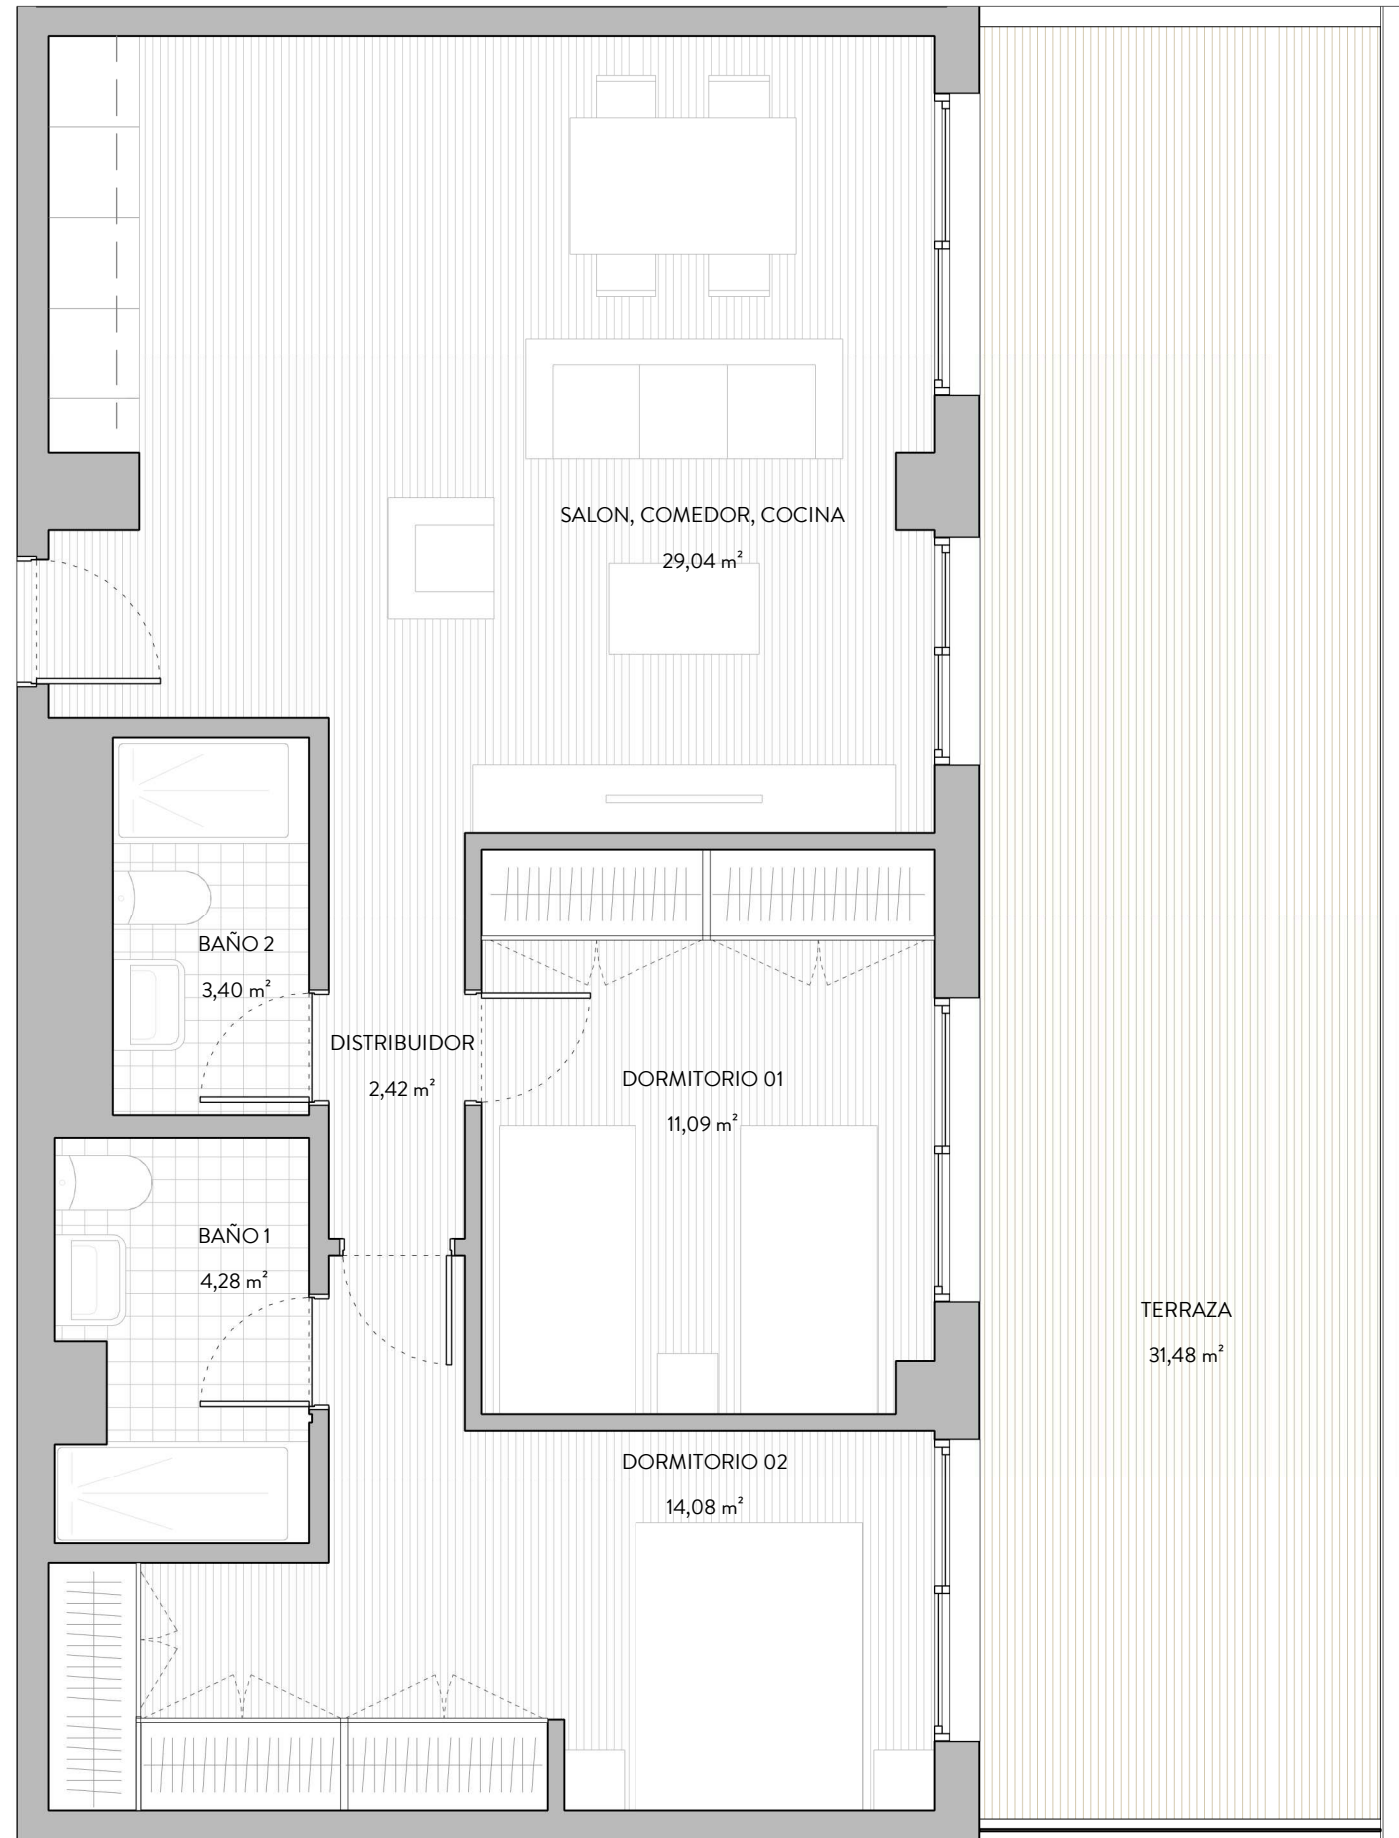 SALON, COMEDOR, COCINA
29,04 m²
BAÑO 2
3,40 m²
DISTRIBUIDOR
2,42 m²
DORMITORIO 01
11,09 m²
BAÑO 1
4,28 m²
TERRAZA
31,48 m²
DORMITORIO 02
14,08 m²